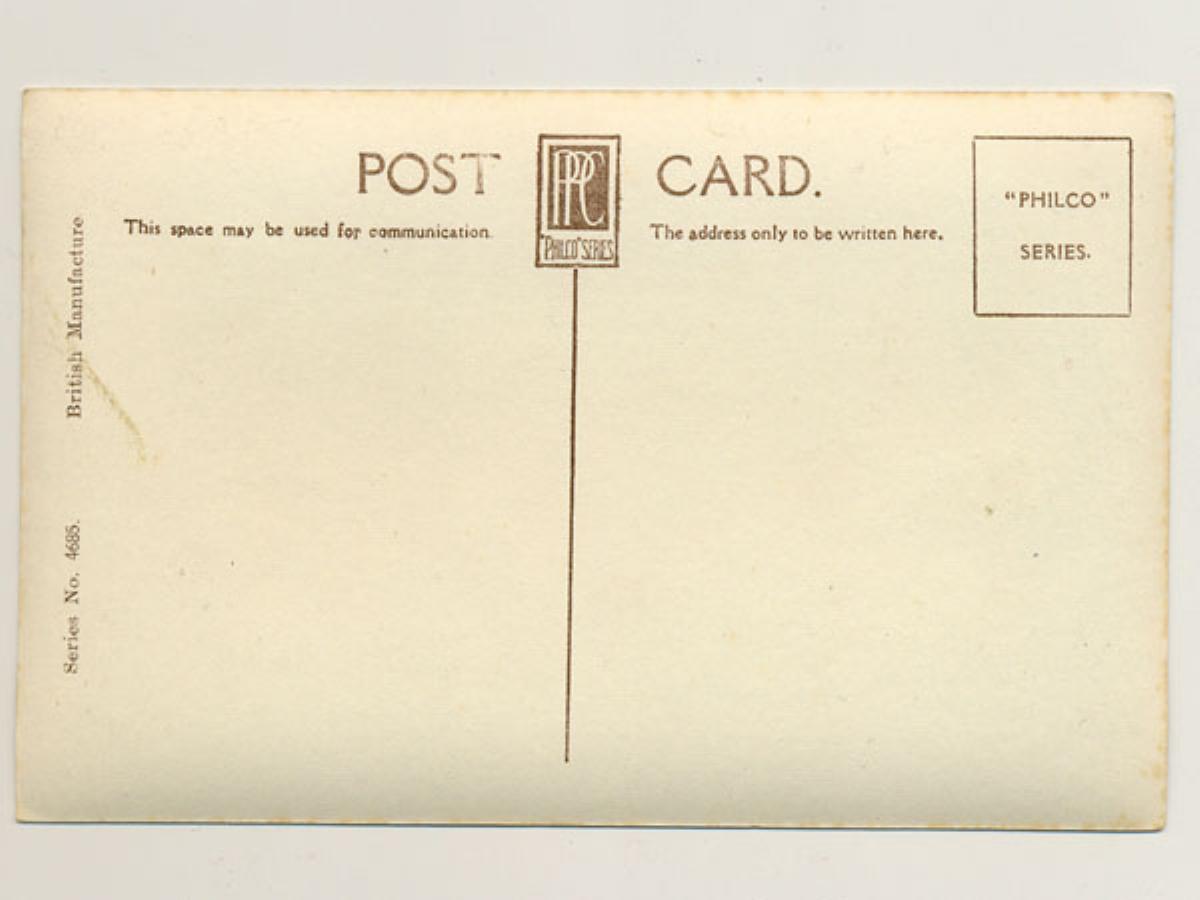 POST CARD.
PPC
"PHILCO" SERIES
This space may be used for communication.
The address only to be written here.
"PHILCO"
SERIES.
British Manufacture
Series No. 4685.